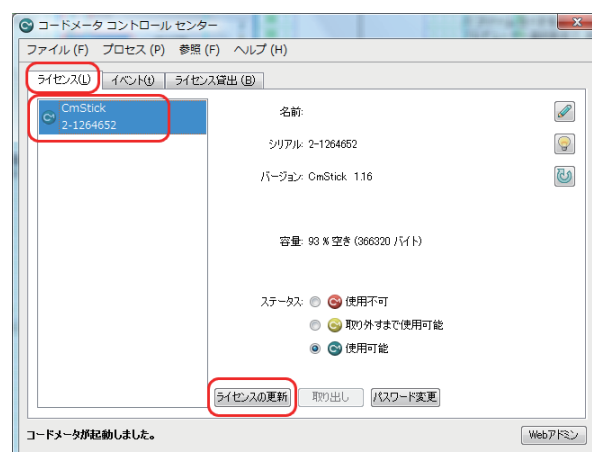 コードメータ コントロール センター
ファイル (F) プロセス (P) 参照 (F) ヘルプ (H)
ライセンス(L) イベント(t) ライセンス貸出 (B)
CmStick
2-1264652
名前:
シリアル: 2-1264652
バージョン: CmStick 1.16
容量: 93 % 空き (366320 バイト)
ステータス: 使用不可
取り外すまで使用可能
使用可能
ライセンスの更新 取り出し パスワード変更
コードメータが起動しました。 Webアドミン